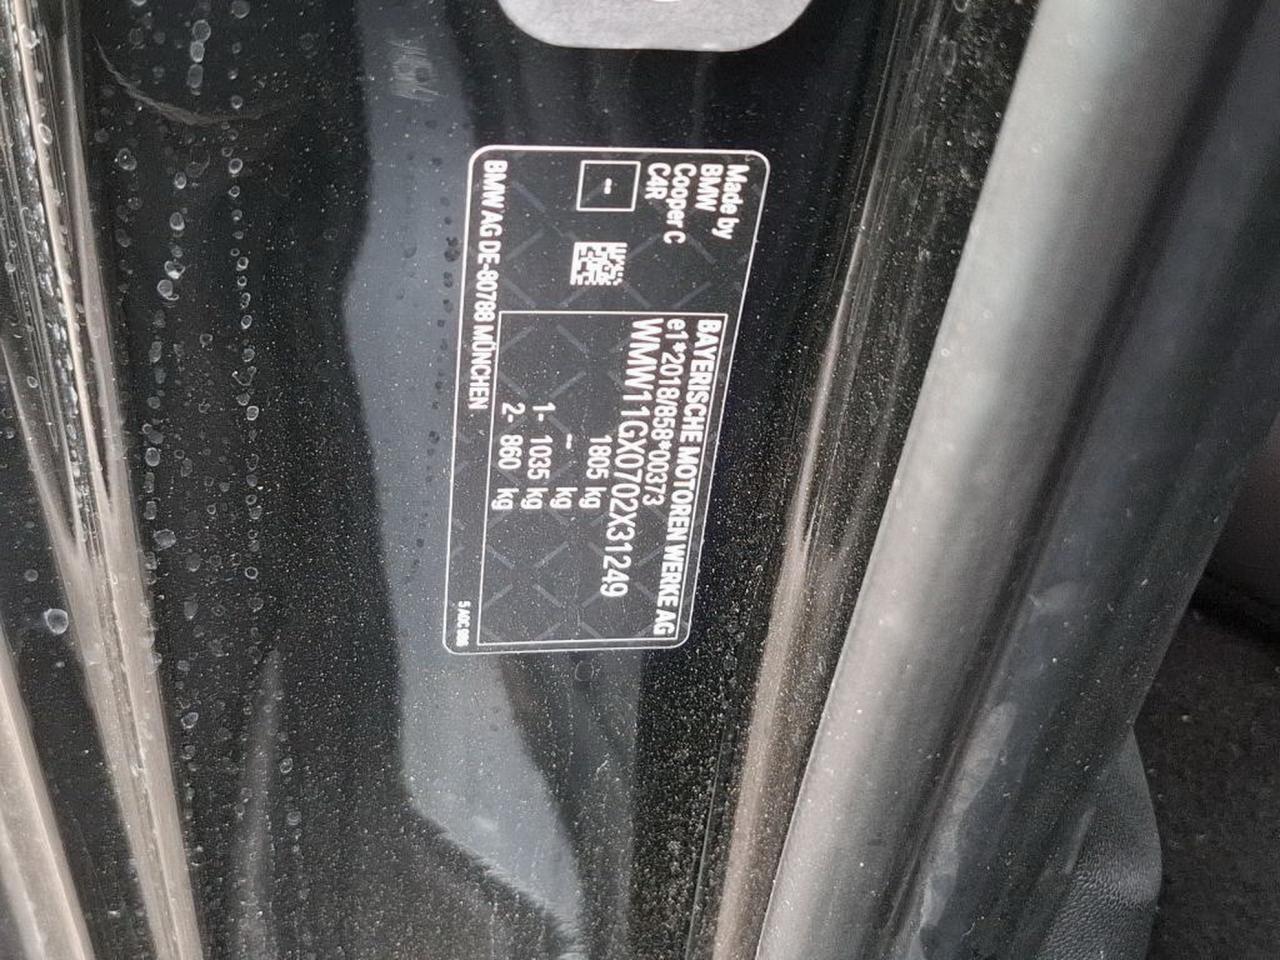 Made by
BMW
Cooper C
C4R
--
BAYERISCHE MOTOREN WERKE AG
e1*2018/858*00373
WMW11GX0702X31249
1805 kg
– kg
1- 1035 kg
2- 860 kg
BMW AG DE-80788 MÜNCHEN